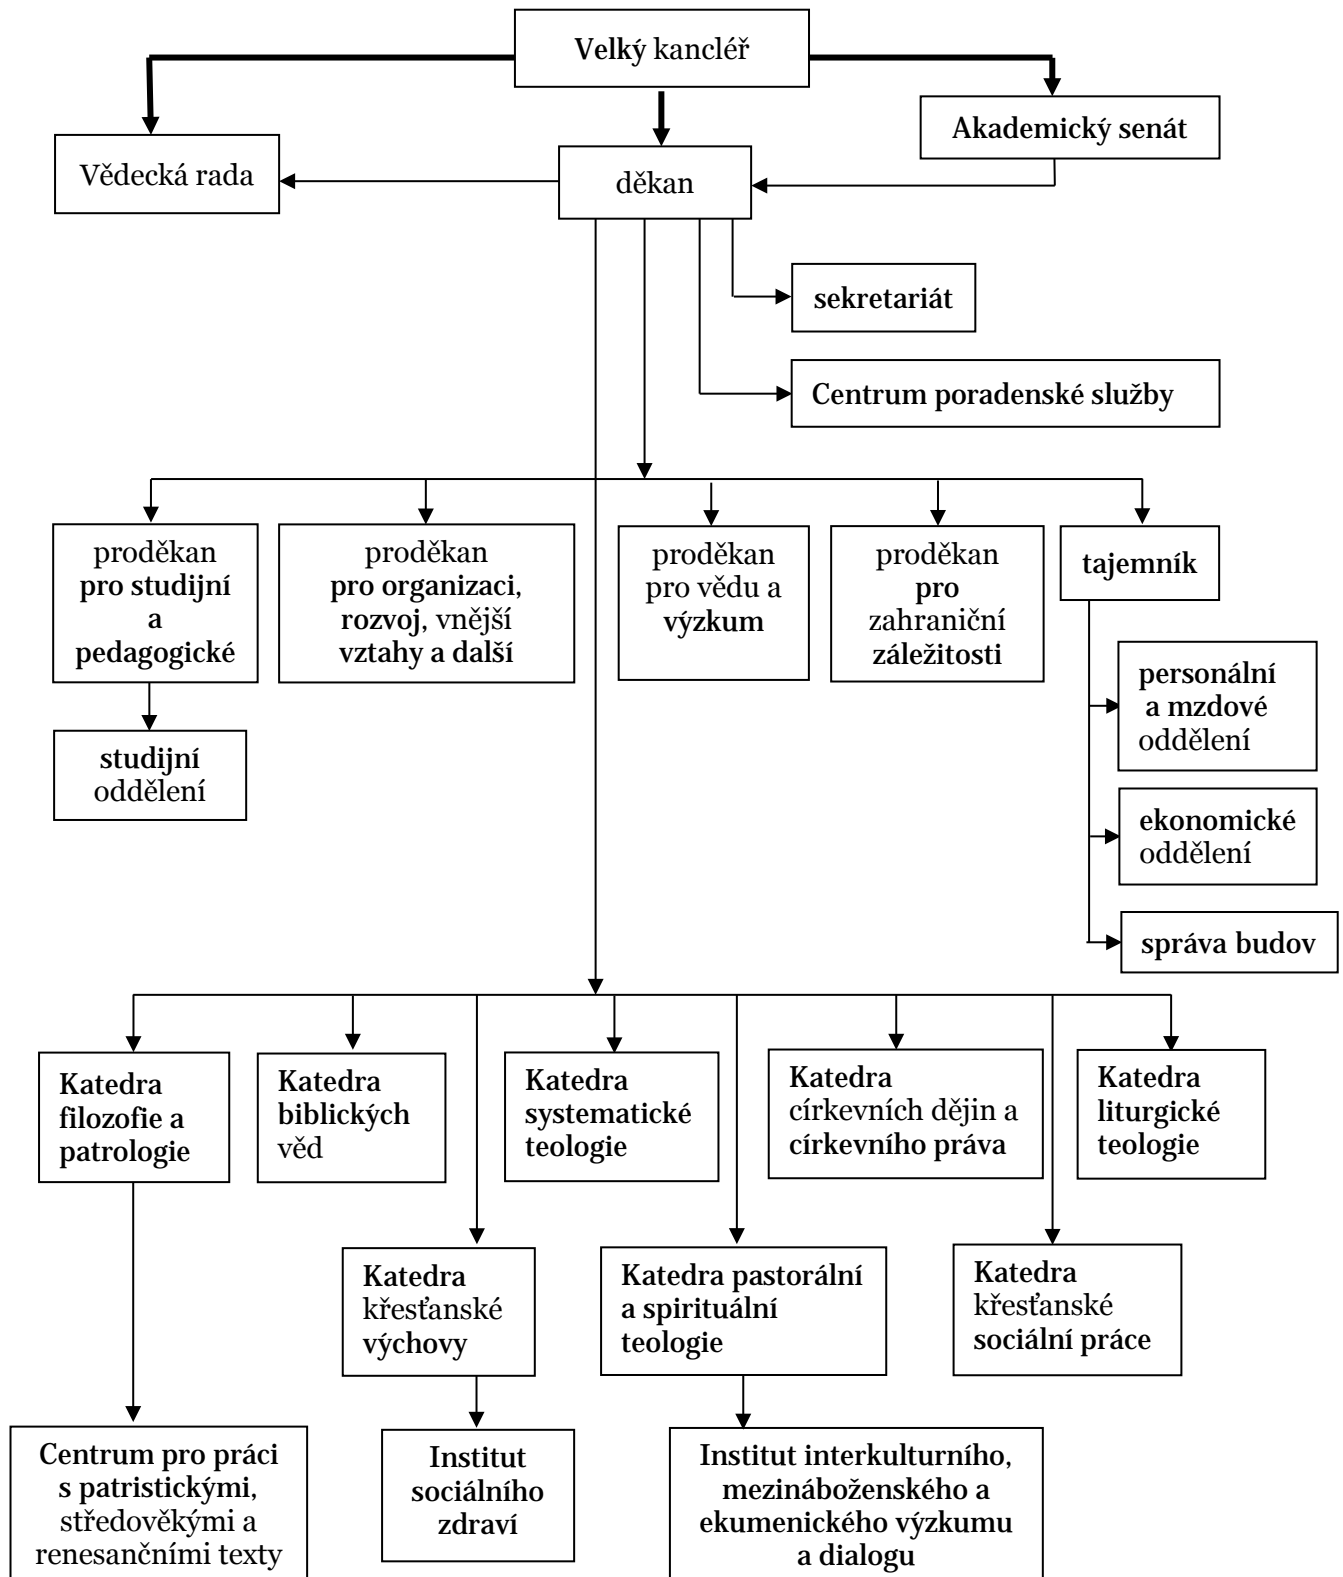 Velký kancléř
Akademický senát
Vědecká rada
děkan
sekretariát
Centrum poradenské služby
proděkan
pro studijní
a
pedagogické
proděkan
pro organizaci,
rozvoj, vnější
vztahy a další
proděkan
pro vědu a
výzkum
proděkan
pro
zahraniční
záležitosti
tajemník
personální
a mzdové
oddělení
studijní
oddělení
ekonomické
oddělení
správa budov
Katedra
filozofie a
patrologie
Katedra
biblických
věd
Katedra
systematické
teologie
Katedra
církevních dějin a
církevního práva
Katedra
liturgické
teologie
Katedra
křesťanské
výchovy
Katedra pastorální
a spirituální
teologie
Katedra
křesťanské
sociální práce
Centrum pro práci
s patristickými,
středověkými a
renesančními texty
Institut
sociálního
zdraví
Institut interkulturního,
mezináboženského a
ekumenického výzkumu
a dialogu